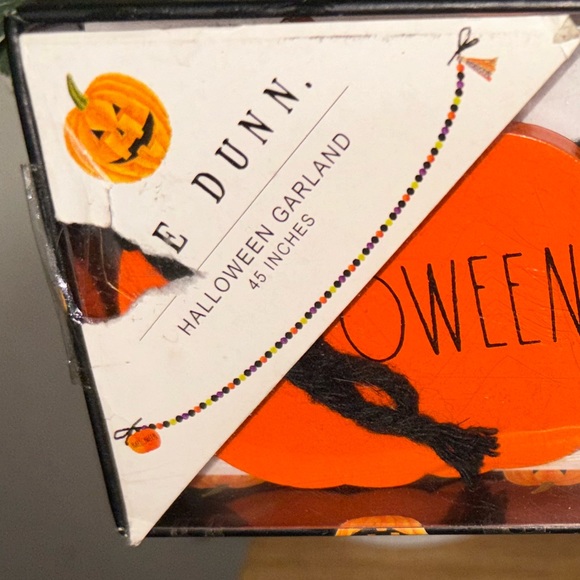 E DUNN.
HALLOWEEN GARLAND
45 INCHES
OWEEN